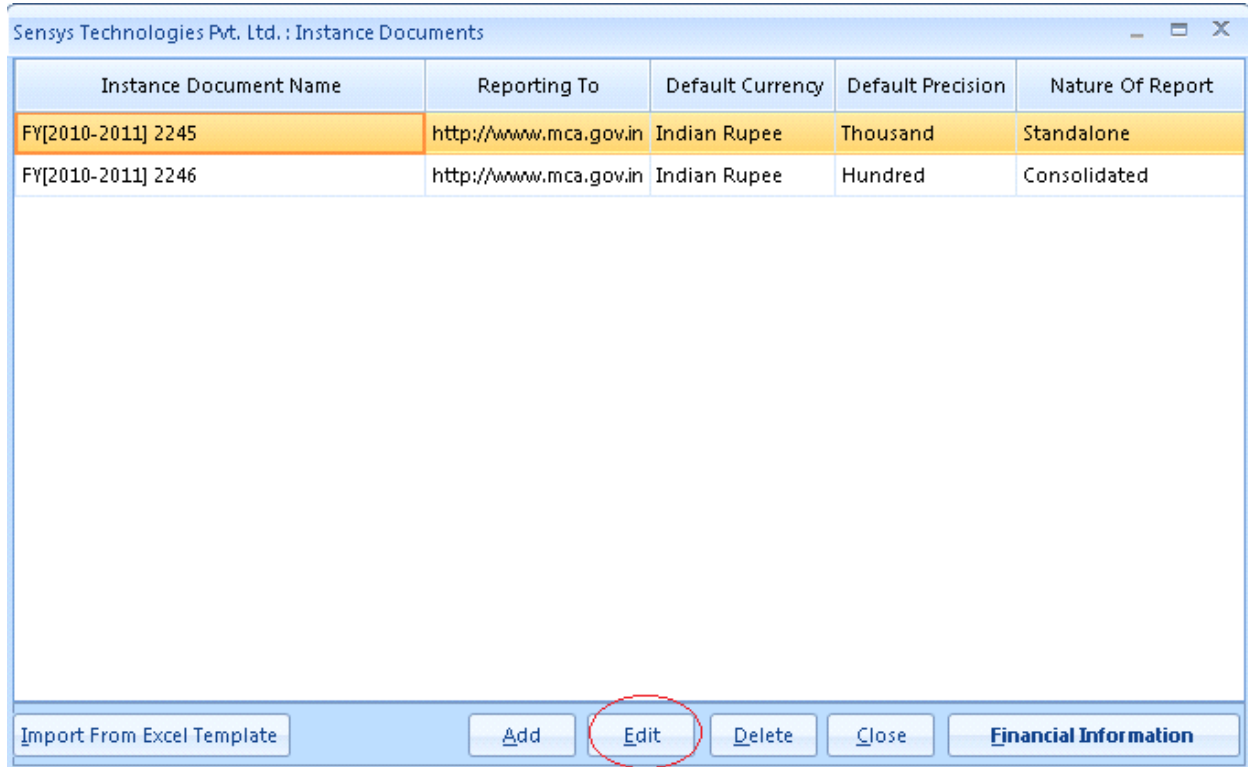 Sensys Technologies Pvt. Ltd. : Instance Documents
Instance Document Name Reporting To Default Currency Default Precision Nature Of Report
FY[2010-2011] 2245 http://www.mca.gov.in Indian Rupee Thousand Standalone
FY[2010-2011] 2246 http://www.mca.gov.in Indian Rupee Hundred Consolidated
Import From Excel Template Add Edit Delete Close Financial Information